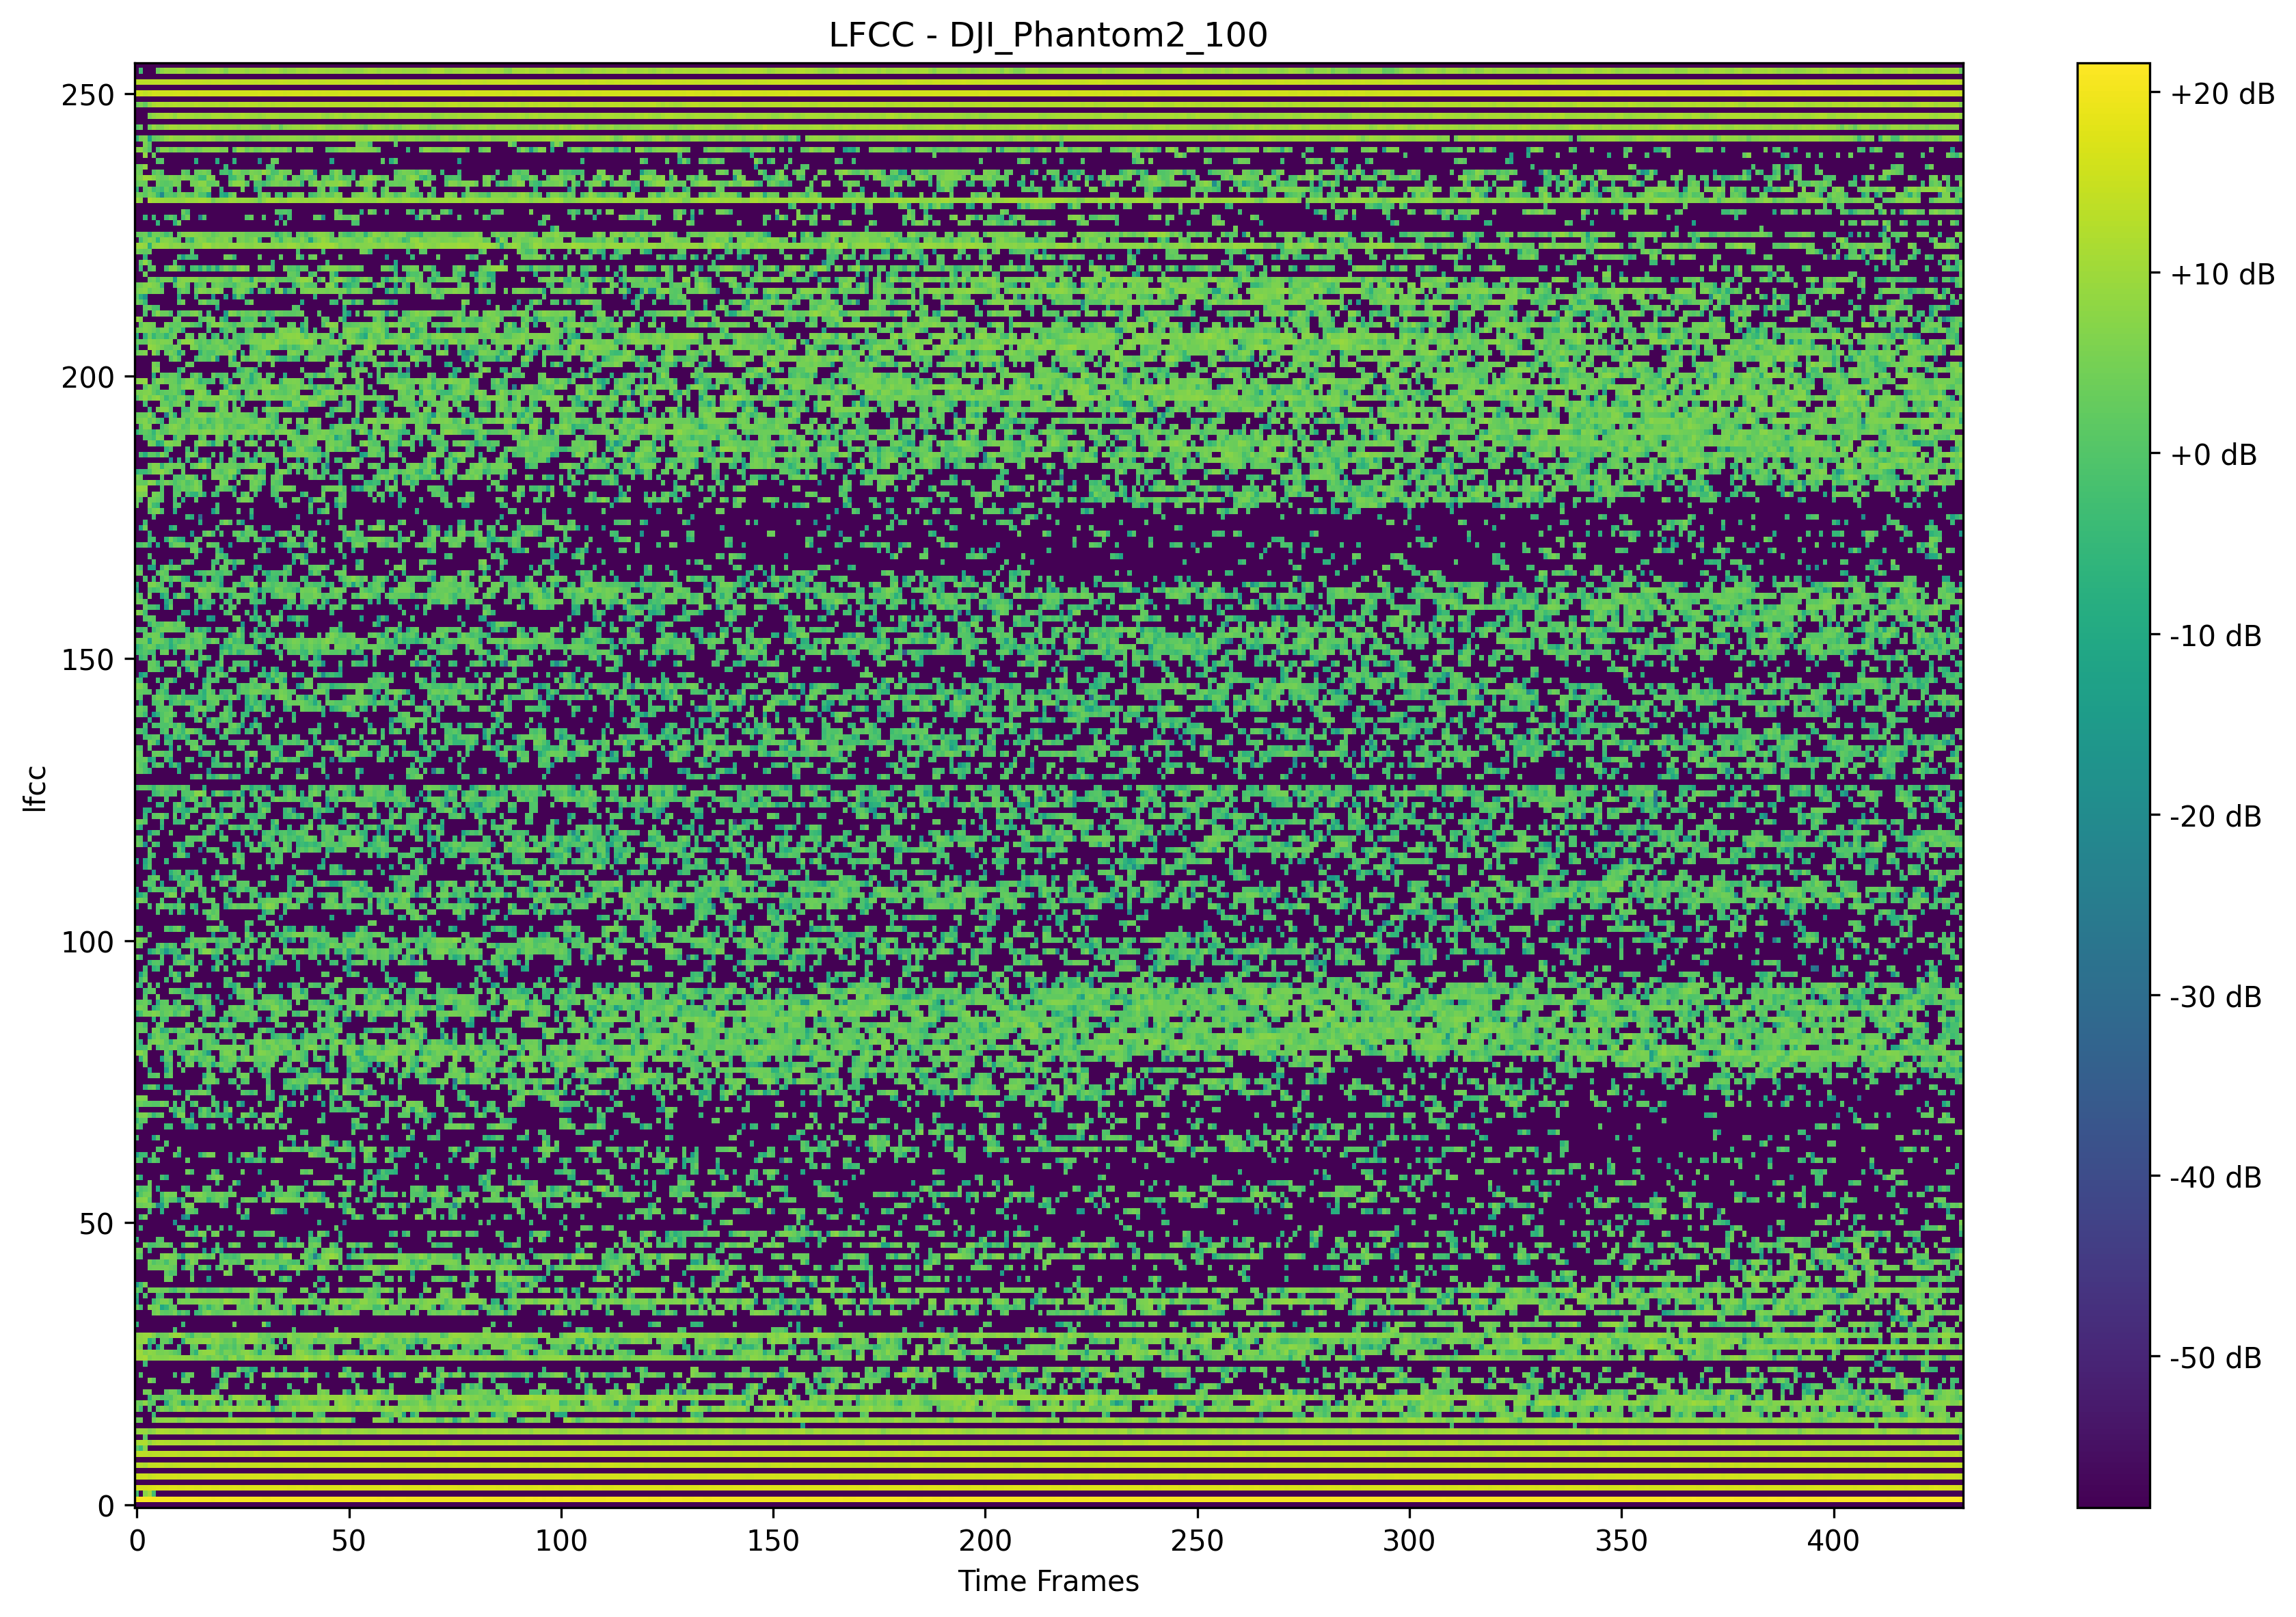 LFCC - DJI_Phantom2_100
250
200
150
100
50
0
lfcc
0 50 100 150 200 250 300 350 400
Time Frames
+20 dB
+10 dB
+0 dB
-10 dB
-20 dB
-30 dB
-40 dB
-50 dB